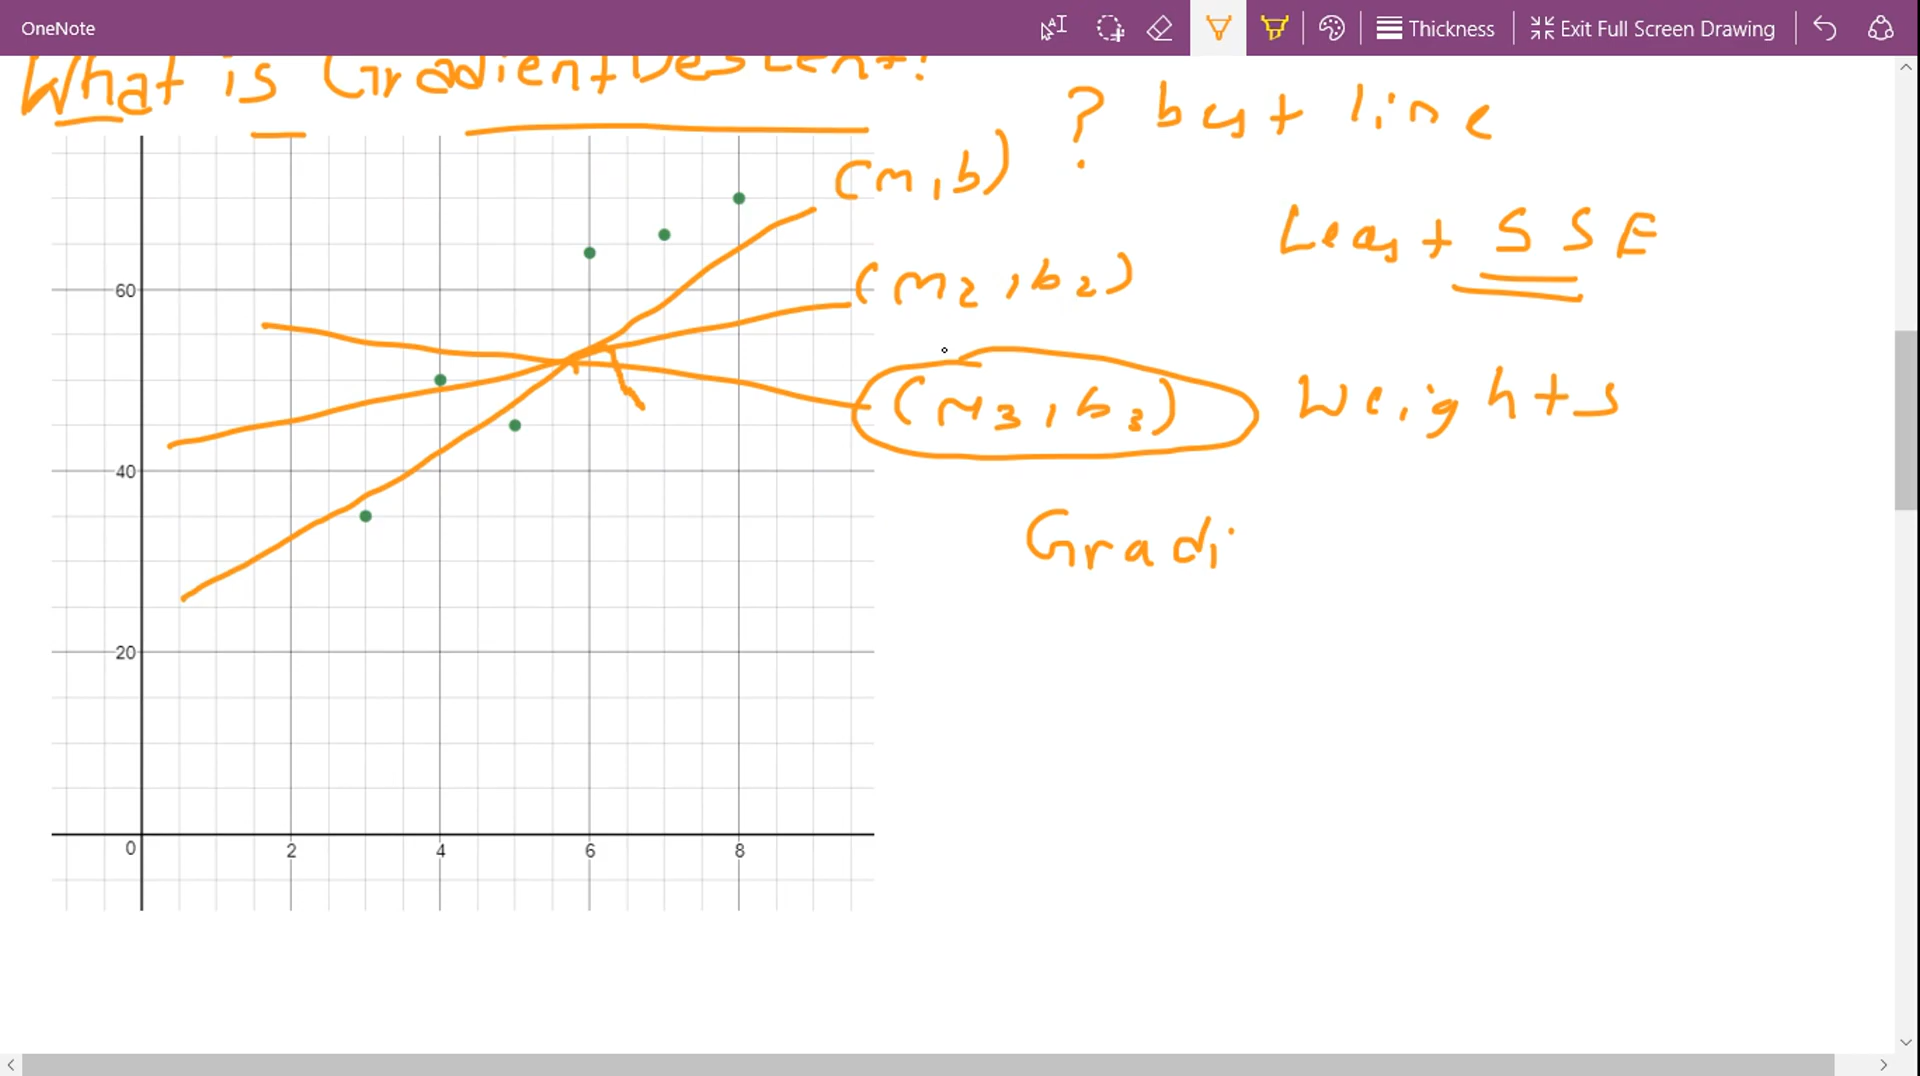 OneNote
Thickness
Exit Full Screen Drawing
What is Gradient Descent?
? best line
(m, b)
Least SSE
(m2, b2)
(m3, b3)
Weights
Gradi
60
40
20
0 2 4 6 8